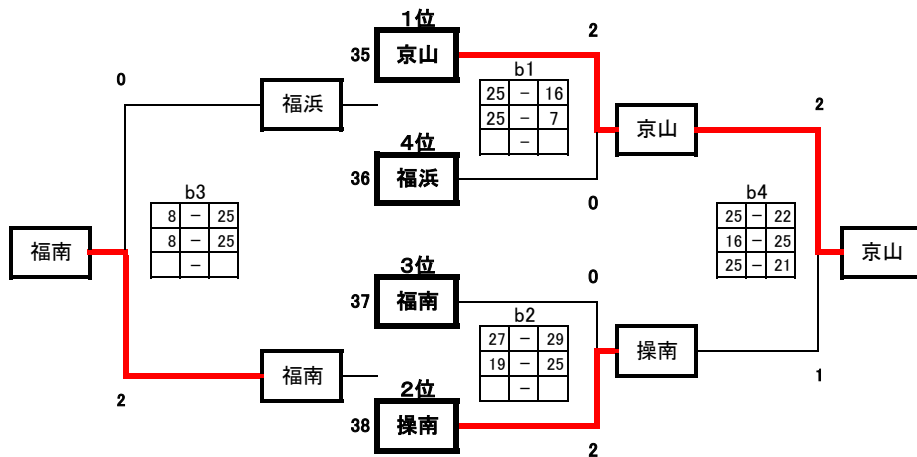 1位
35 京山
2
0
福浜
b1
25 - 16
25 - 7
-
京山
2
4位
36 福浜
0
b3
8 - 25
8 - 25
-
b4
25 - 22
16 - 25
25 - 21
福南
京山
3位
37 福南
0
b2
27 - 29
19 - 25
-
操南
福南
1
2位
38 操南
2
2